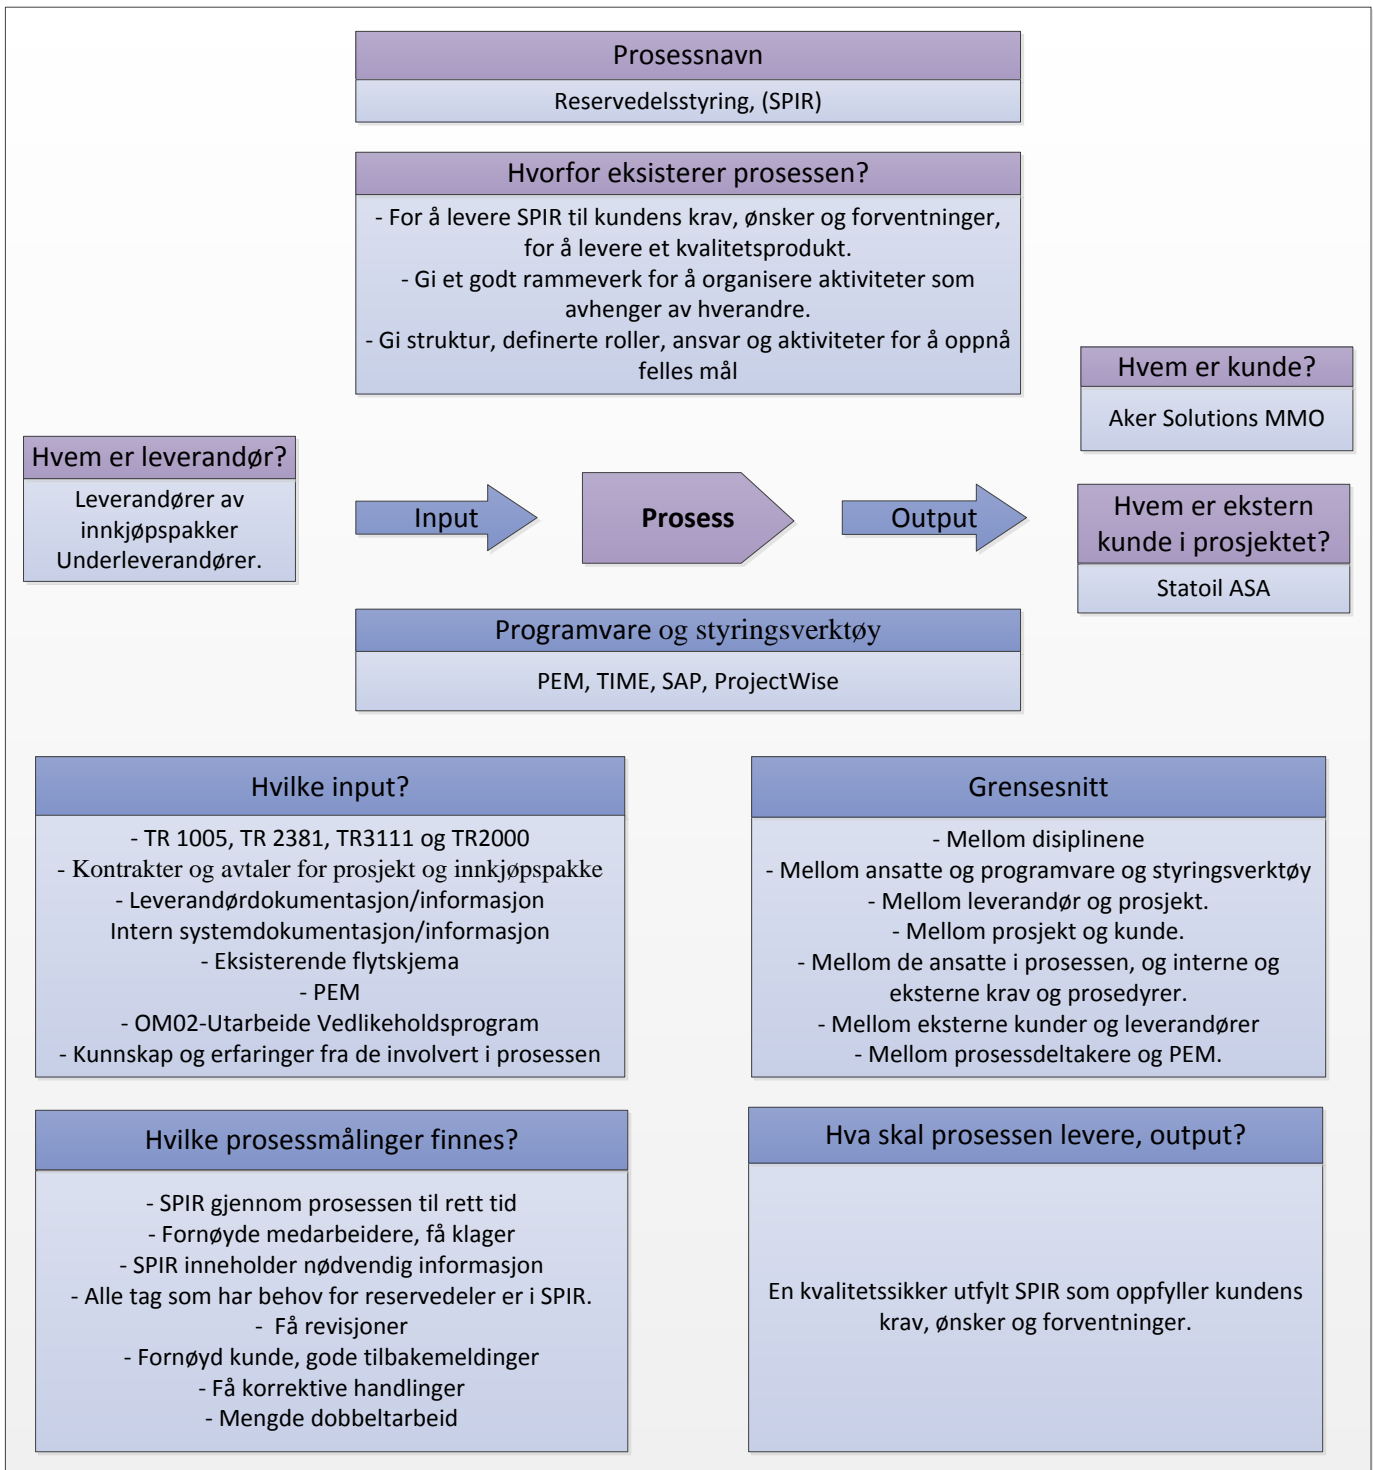 Prosessnavn
Reservedelsstyring, (SPIR)
Hvorfor eksisterer prosessen?
- For å levere SPIR til kundens krav, ønsker og forventninger,
for å levere et kvalitetsprodukt.
- Gi et godt rammeverk for å organisere aktiviteter som
avhenger av hverandre.
- Gi struktur, definerte roller, ansvar og aktiviteter for å oppnå
felles mål
Hvem er kunde?
Aker Solutions MMO
Hvem er leverandør?
Leverandører av
innkjøpspakker
Underleverandører.
Input
Prosess
Output
Hvem er ekstern
kunde i prosjektet?
Statoil ASA
Programvare og styringsverktøy
PEM, TIME, SAP, ProjectWise
Hvilke input?
- TR 1005, TR 2381, TR3111 og TR2000
- Kontrakter og avtaler for prosjekt og innkjøpspakke
- Leverandørdokumentasjon/informasjon
Intern systemdokumentasjon/informasjon
- Eksisterende flytskjema
- PEM
- OM02-Utarbeide Vedlikeholdsprogram
- Kunnskap og erfaringer fra de involvert i prosessen
Grensesnitt
- Mellom disiplinene
- Mellom ansatte og programvare og styringsverktøy
- Mellom leverandør og prosjekt.
- Mellom prosjekt og kunde.
- Mellom de ansatte i prosessen, og interne og
eksterne krav og prosedyrer.
- Mellom eksterne kunder og leverandører
- Mellom prosessdeltakere og PEM.
Hvilke prosessmålinger finnes?
- SPIR gjennom prosessen til rett tid
- Fornøyde medarbeidere, få klager
- SPIR inneholder nødvendig informasjon
- Alle tag som har behov for reservedeler er i SPIR.
- Få revisjoner
- Fornøyd kunde, gode tilbakemeldinger
- Få korrektive handlinger
- Mengde dobbeltarbeid
Hva skal prosessen levere, output?
En kvalitetssikker utfylt SPIR som oppfyller kundens
krav, ønsker og forventninger.